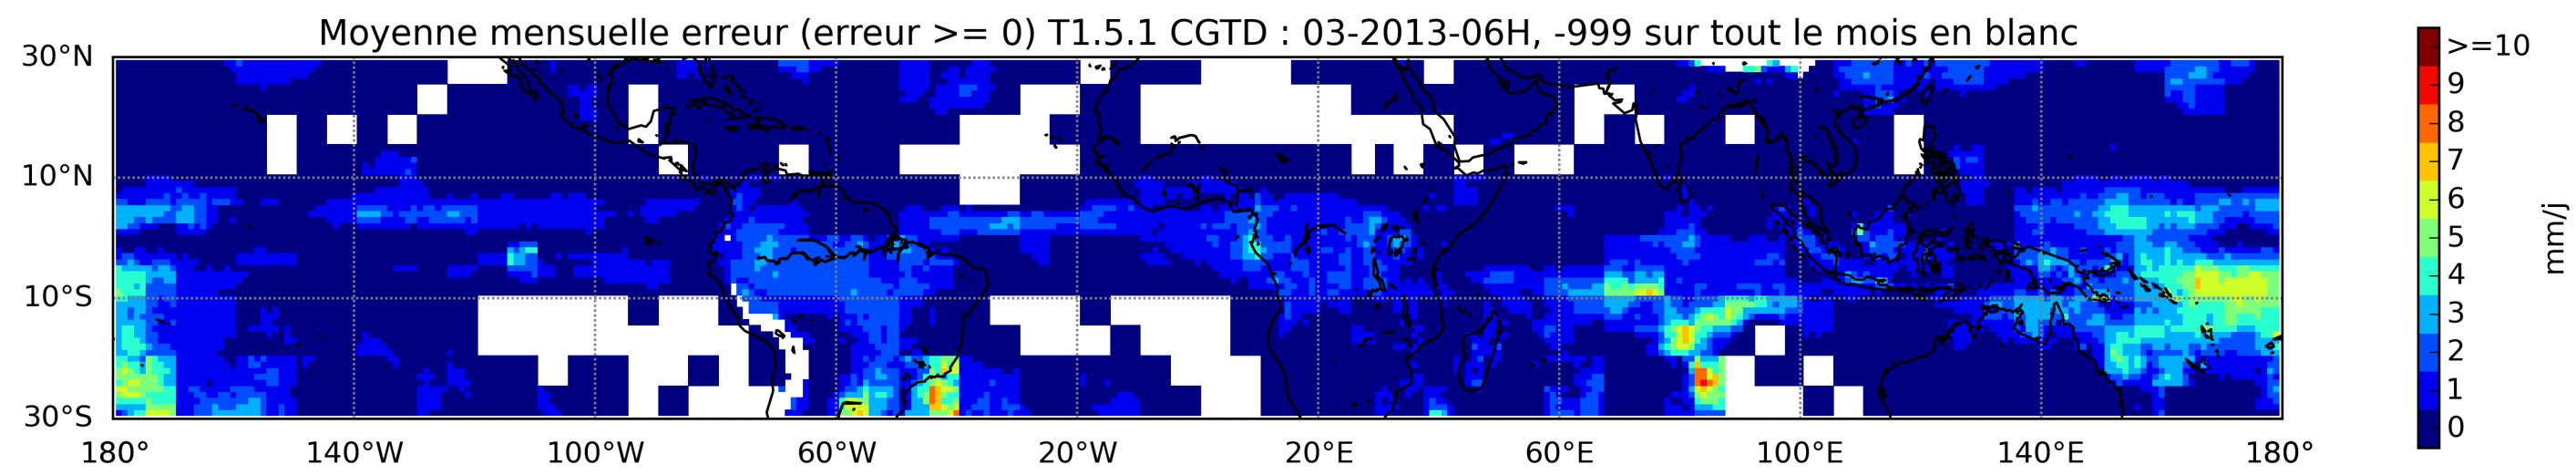 Moyenne mensuelle erreur (erreur >= 0) T1.5.1 CGTD : 03-2013-06H, -999 sur tout le mois en blanc
30°N
10°N
10°S
30°S
180° 140°W 100°W 60°W 20°W 20°E 60°E 100°E 140°E 180°
>=10
9
8
7
6
5
4
3
2
1
0
mm/j